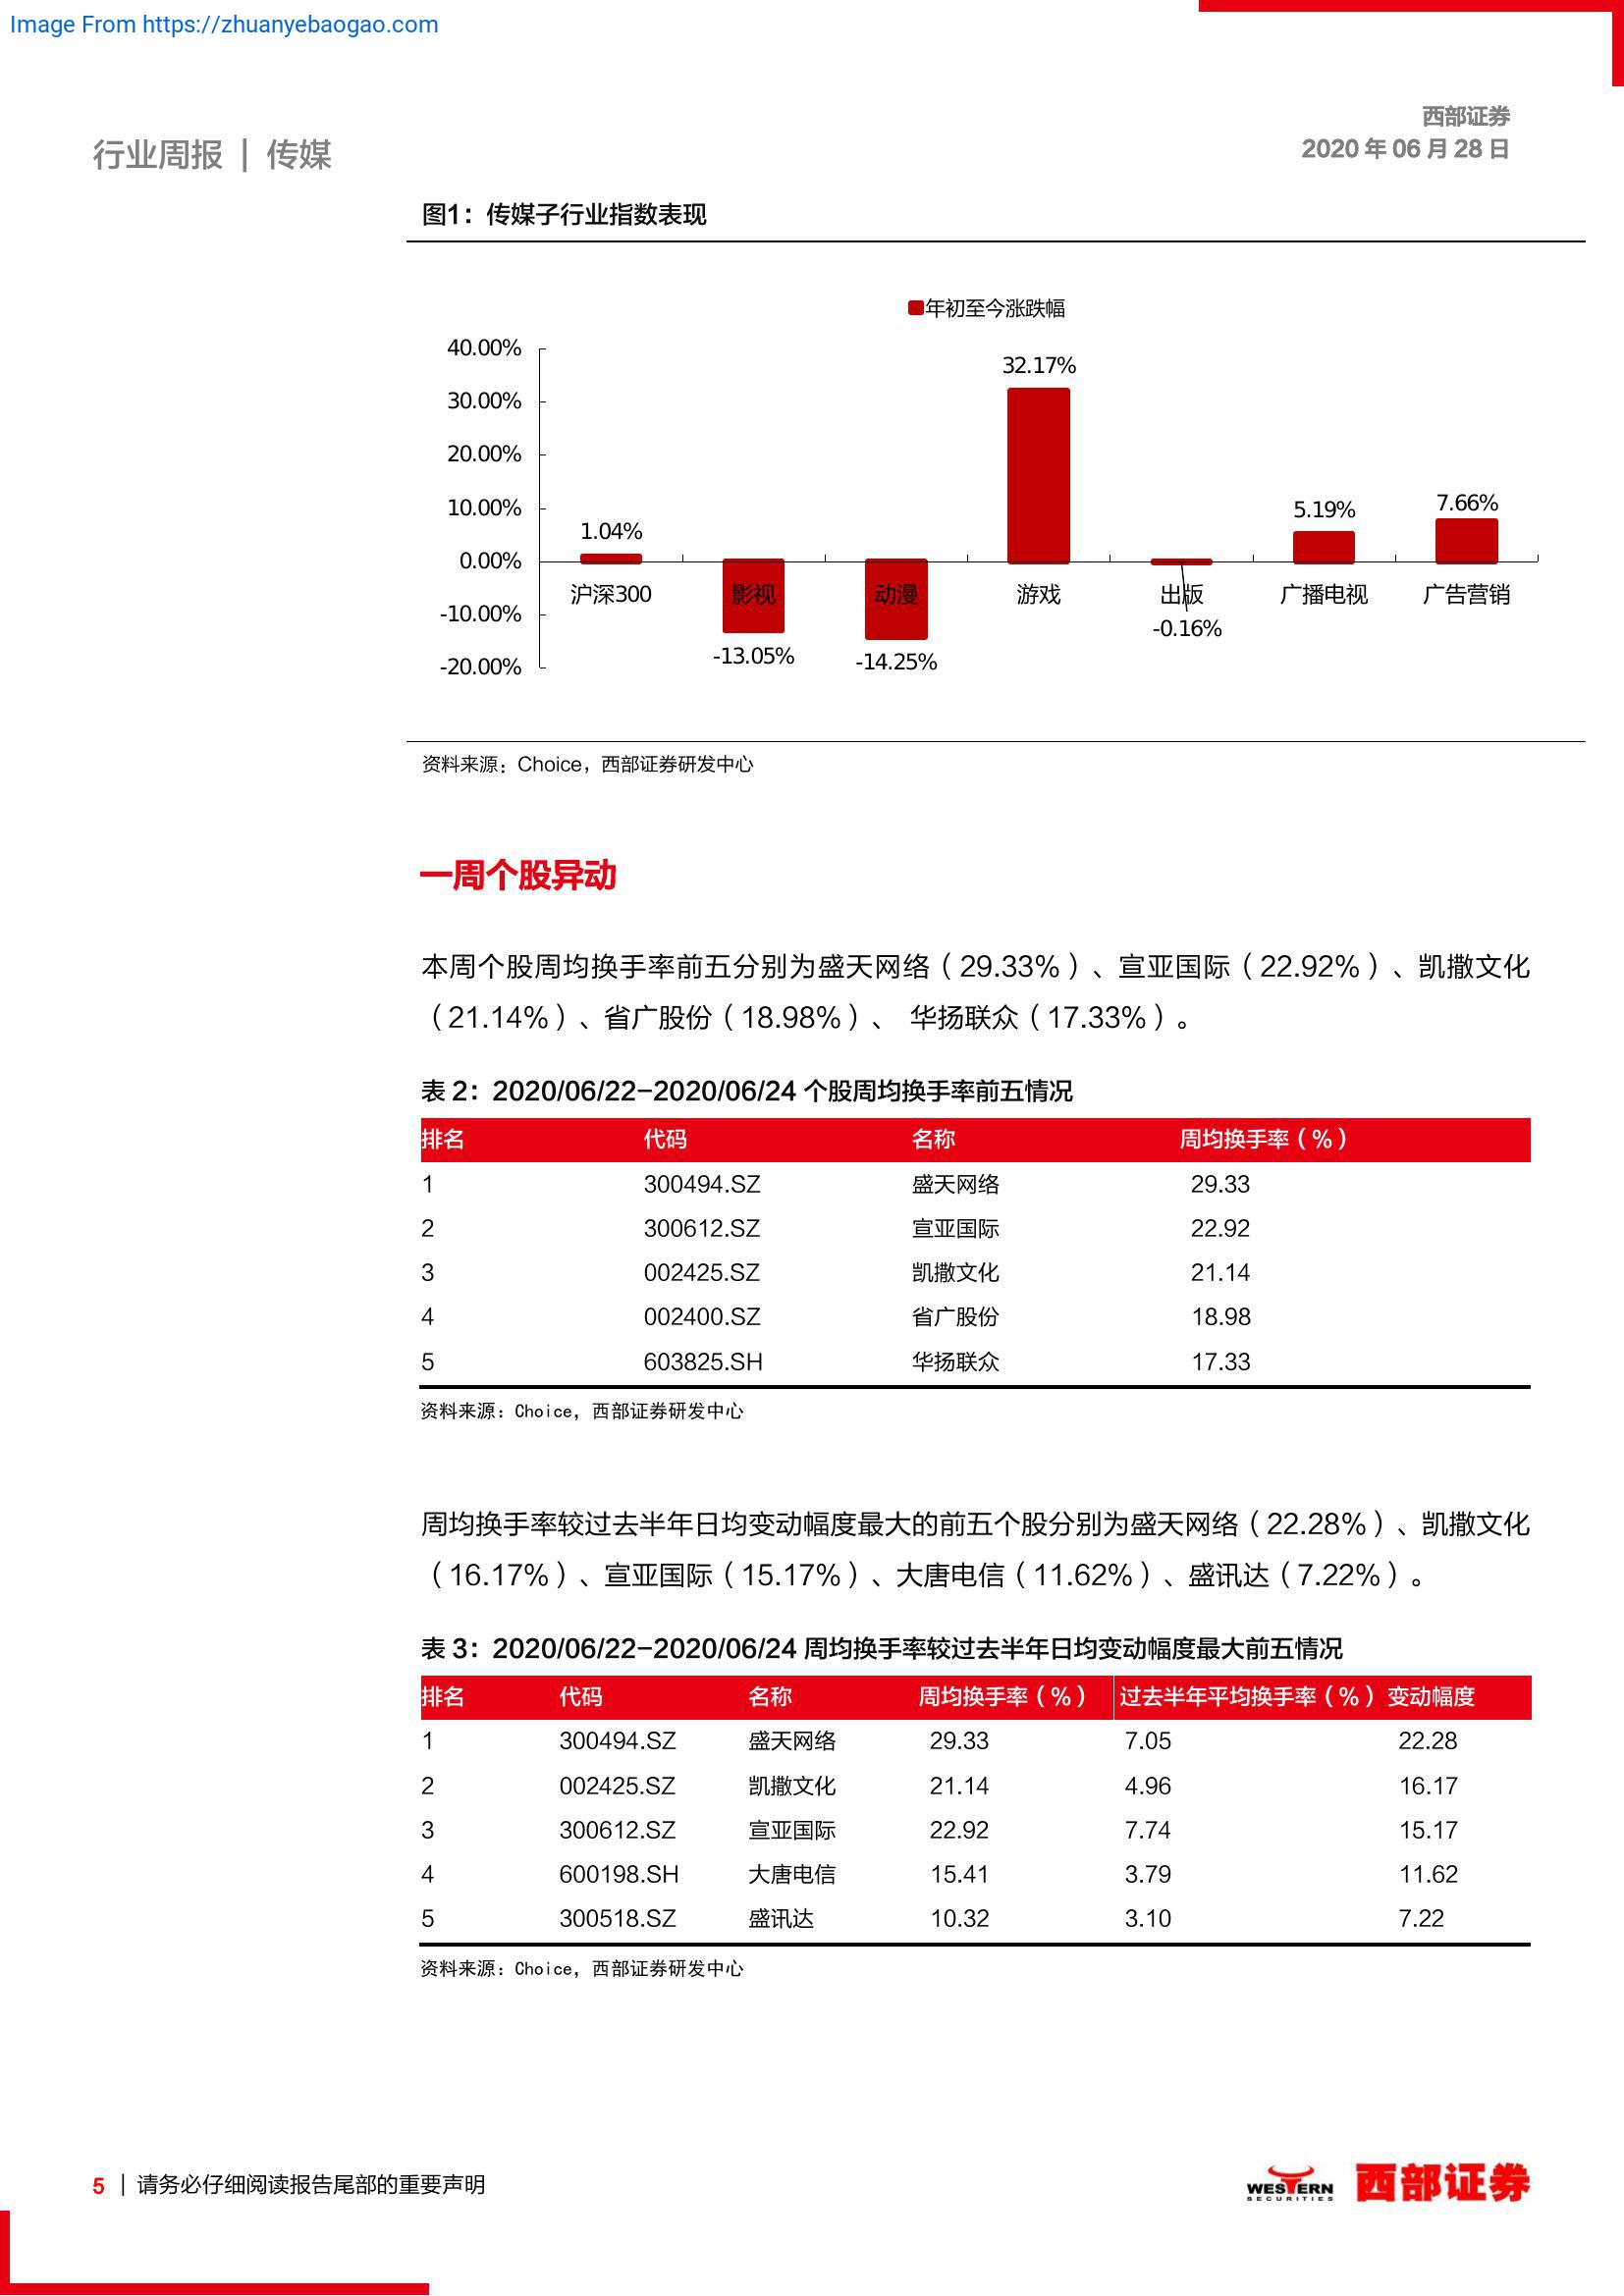 Image From https://zhuanyebaogao.com
西部证券
行业周报 | 传媒
2020 年 06 月 28 日
图1：传媒子行业指数表现
年初至今涨跌幅
40.00%
30.00%
20.00%
10.00%
0.00%
-10.00%
-20.00%
1.04%
-13.05%
-14.25%
32.17%
-0.16%
5.19%
7.66%
沪深300 影视 动漫 游戏 出版 广播电视 广告营销
资料来源：Choice，西部证券研发中心
一周个股异动
本周个股周均换手率前五分别为盛天网络（29.33%）、宣亚国际（22.92%）、凯撒文化
（21.14%）、省广股份（18.98%）、 华扬联众（17.33%）。
表 2：2020/06/22-2020/06/24 个股周均换手率前五情况
排名 代码 名称 周均换手率（%）
1 300494.SZ 盛天网络 29.33
2 300612.SZ 宣亚国际 22.92
3 002425.SZ 凯撒文化 21.14
4 002400.SZ 省广股份 18.98
5 603825.SH 华扬联众 17.33
资料来源：Choice，西部证券研发中心
周均换手率较过去半年日均变动幅度最大的前五个股分别为盛天网络（22.28%）、凯撒文化
（16.17%）、宣亚国际（15.17%）、大唐电信（11.62%）、盛讯达（7.22%）。
表 3：2020/06/22-2020/06/24 周均换手率较过去半年日均变动幅度最大前五情况
排名 代码 名称 周均换手率（%） 过去半年平均换手率（%） 变动幅度
1 300494.SZ 盛天网络 29.33 7.05 22.28
2 002425.SZ 凯撒文化 21.14 4.96 16.17
3 300612.SZ 宣亚国际 22.92 7.74 15.17
4 600198.SH 大唐电信 15.41 3.79 11.62
5 300518.SZ 盛讯达 10.32 3.10 7.22
资料来源：Choice，西部证券研发中心
5 | 请务必仔细阅读报告尾部的重要声明
WESTERN
SECURITIES
西部证券